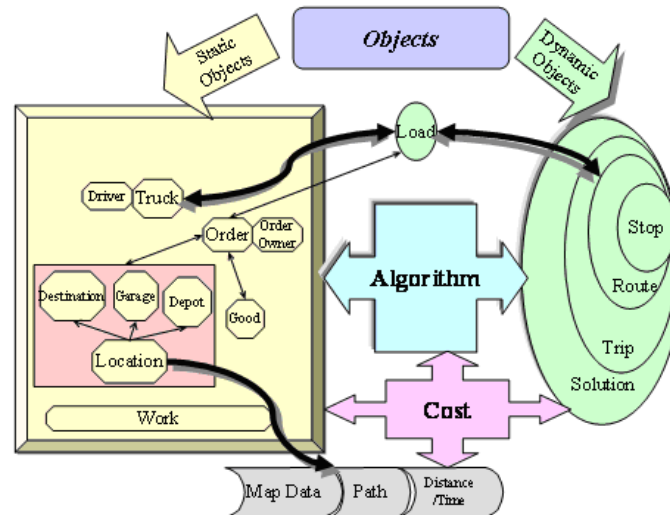 Objects
Static
Objects
Dynamic
Objects
Load
Driver
Truck
Order
Order
Owner
Stop
Algorithm
Destination
Garage
Depot
Good
Route
Location
Trip
Solution
Work
Cost
Map Data
Path
Distance
/Time